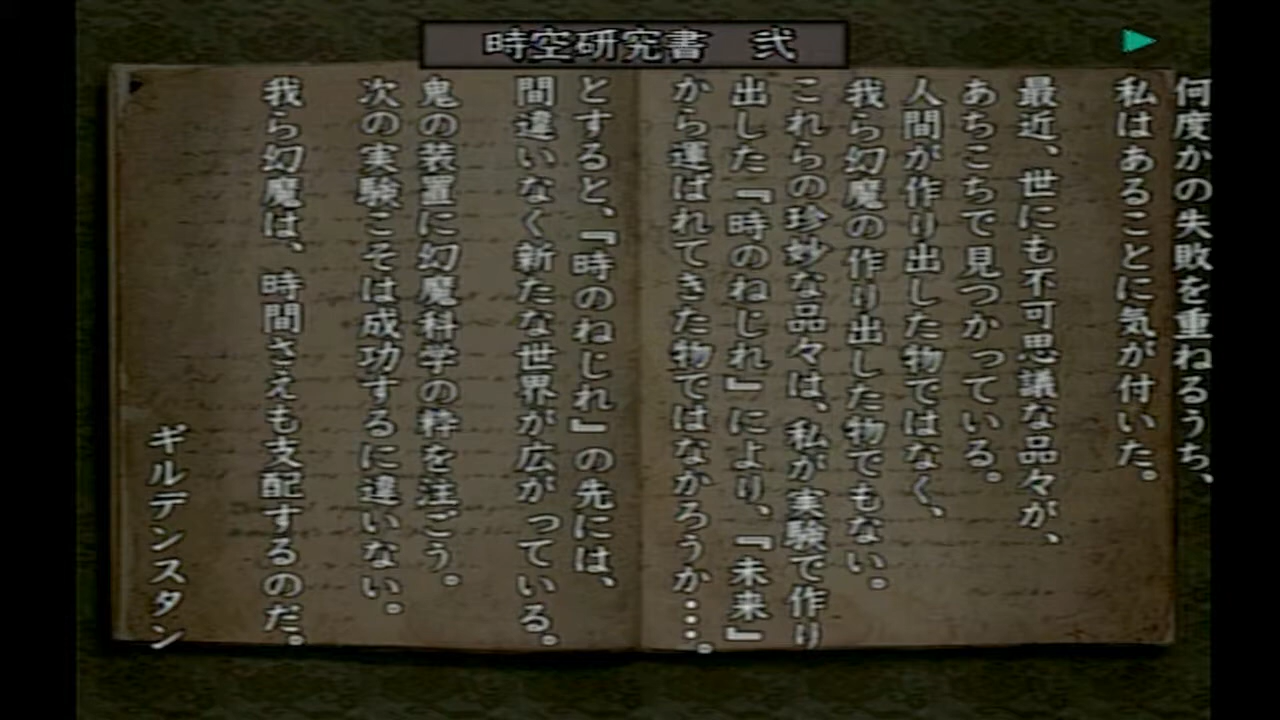 時空研究書　弐
何度かの失敗を重ねるうち、
私はあることに気が付いた。
最近、世にも不可思議な品々が、
あちこちで見つかっている。
人間が作り出した物ではなく、
我ら幻魔の作り出した物でもない。
これらの珍妙な品々は、私が実験で作り
出した『時のねじれ』により、『未来』
から運ばれてきた物ではなかろうか…。
とすると、『時のねじれ』の先には、
間違いなく新たな世界が広がっている。
鬼の装置に幻魔科学の粋を注ごう。
次の実験こそは成功するに違いない。
我ら幻魔は、時間さえも支配するのだ。
ギルデンスタン